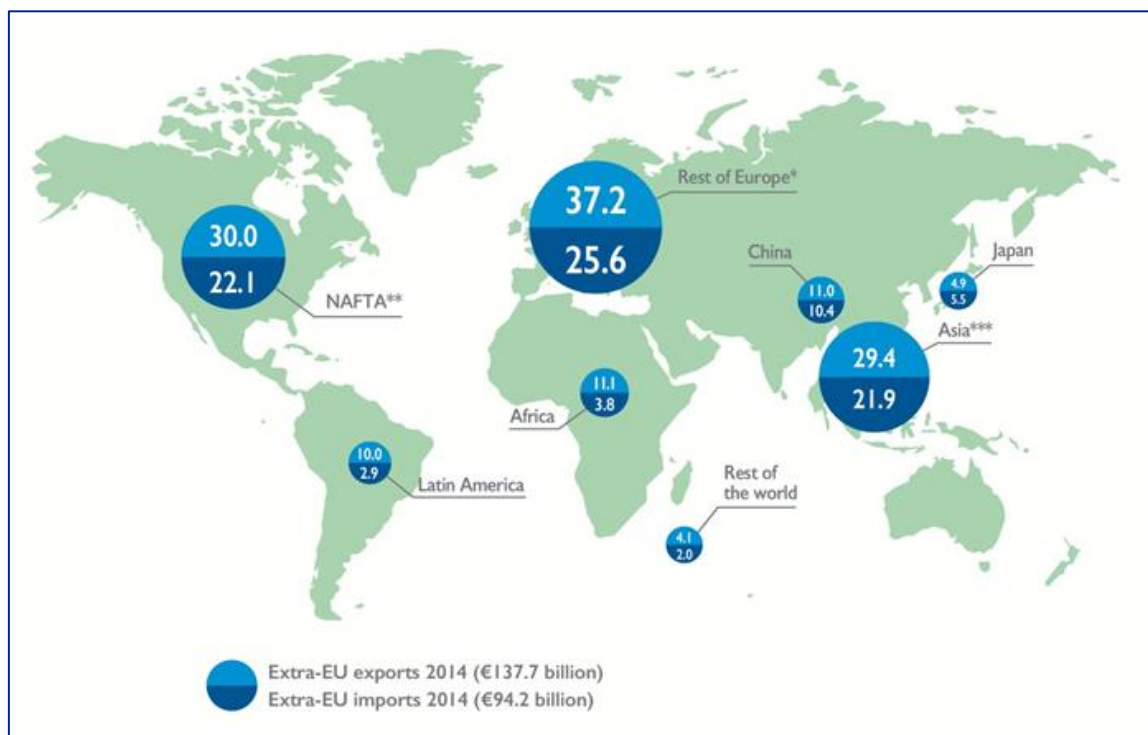 37.2
25.6
Rest of Europe*
30.0
22.1
NAFTA**
China
11.0
10.4
Japan
4.9
5.5
Asia***
29.4
21.9
11.1
3.8
Africa
10.0
2.9
Latin America
Rest of
the world
4.1
2.0
Extra-EU exports 2014 (€137.7 billion)
Extra-EU imports 2014 (€94.2 billion)